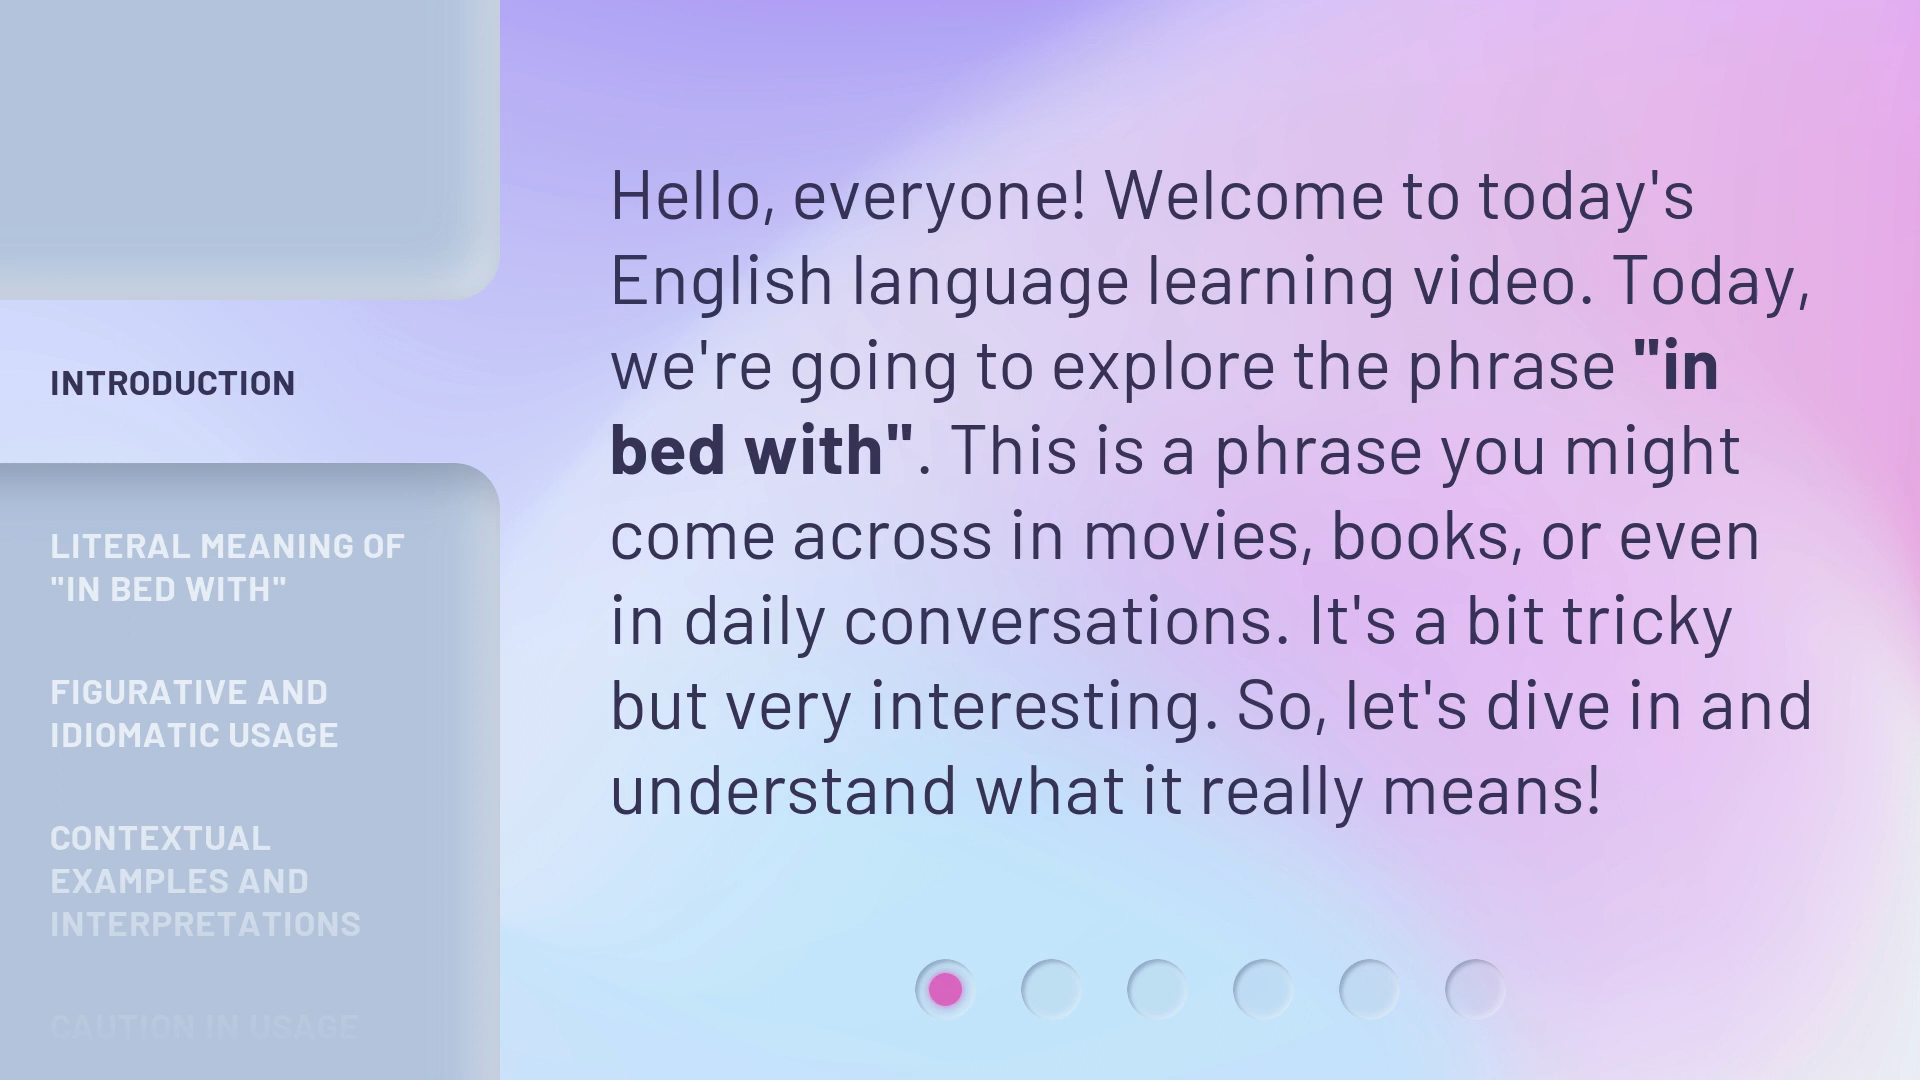 INTRODUCTION
LITERAL MEANING OF
"IN BED WITH"
FIGURATIVE AND
IDIOMATIC USAGE
CONTEXTUAL
EXAMPLES AND
INTERPRETATIONS
CAUTION IN USAGE
Hello, everyone! Welcome to today's
English language learning video. Today,
we're going to explore the phrase "in
bed with". This is a phrase you might
come across in movies, books, or even
in daily conversations. It's a bit tricky
but very interesting. So, let's dive in and
understand what it really means!